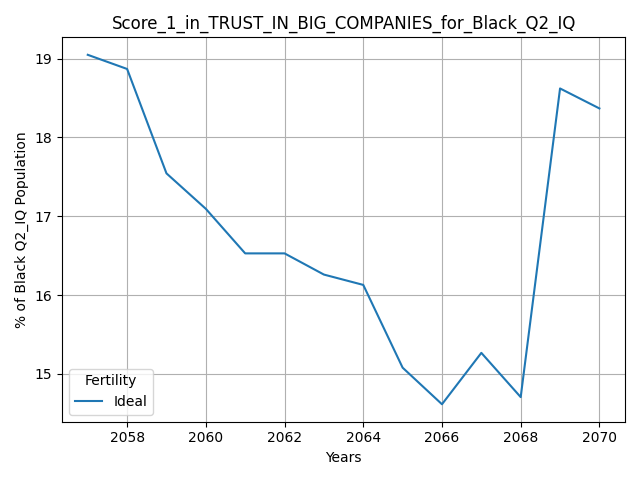 Score_1_in_TRUST_IN_BIG_COMPANIES_for_Black_Q2_IQ
% of Black Q2_IQ Population
19
18
17
16
15
Fertility
Ideal
2058 2060 2062 2064 2066 2068 2070
Years